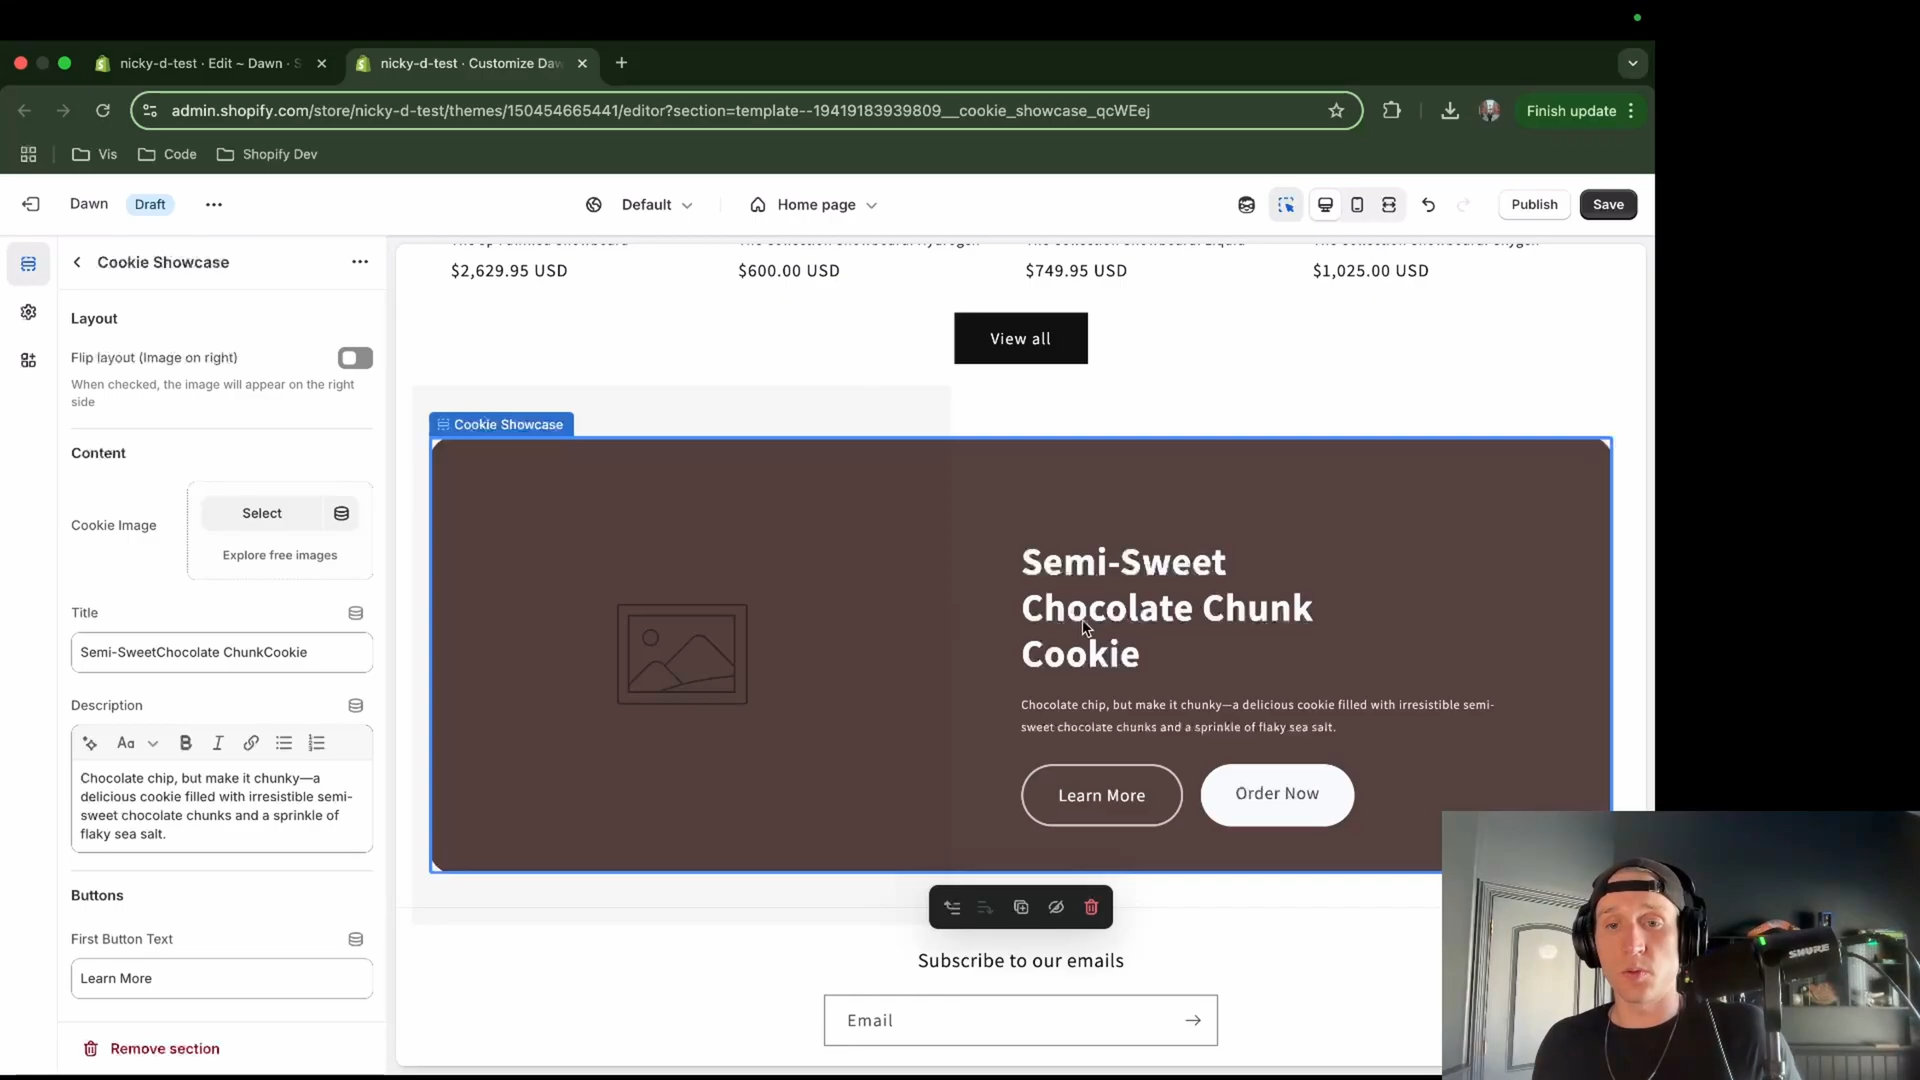 nicky-d-test · Edit ~ Dawn · S
nicky-d-test · Customize Daw
admin.shopify.com/store/nicky-d-test/themes/150454665441/editor?section=template--19419183939809__cookie_showcase_qcWEej
Finish update
Vis
Code
Shopify Dev
Dawn
Draft
Default
Home page
Publish
Save
Cookie Showcase
Layout
Flip layout (Image on right)
When checked, the image will appear on the right
side
Content
Cookie Image
Select
Explore free images
Title
Semi-SweetChocolate ChunkCookie
Description
Aa
B
I
Chocolate chip, but make it chunky—a
delicious cookie filled with irresistible semi-
sweet chocolate chunks and a sprinkle of
flaky sea salt.
Buttons
First Button Text
Learn More
Remove section
$2,629.95 USD
$600.00 USD
$749.95 USD
$1,025.00 USD
View all
Cookie Showcase
Semi-Sweet
Chocolate Chunk
Cookie
Chocolate chip, but make it chunky—a delicious cookie filled with irresistible semi-
sweet chocolate chunks and a sprinkle of flaky sea salt.
Learn More
Order Now
Subscribe to our emails
Email
SHURE